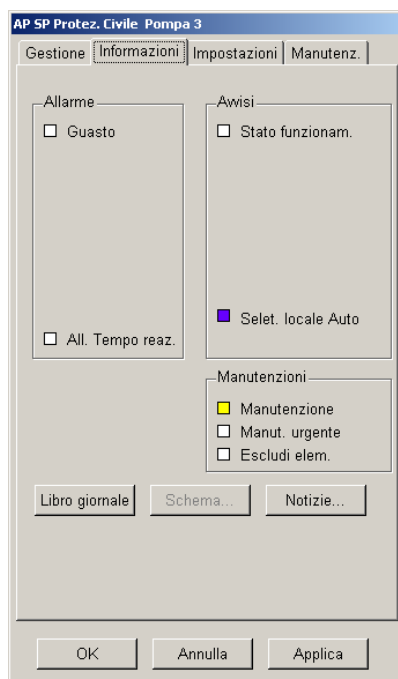 AP SP Protez. Civile Pompa 3
Gestione Informazioni Impostazioni Manutenz.
Allarme
Guasto
All. Tempo reaz.
Avvisi
Stato funzionam.
Selet. locale Auto
Manutenzioni
Manutenzione
Manut. urgente
Escludi elem.
Libro giornale Schema... Notizie...
OK Annulla Applica